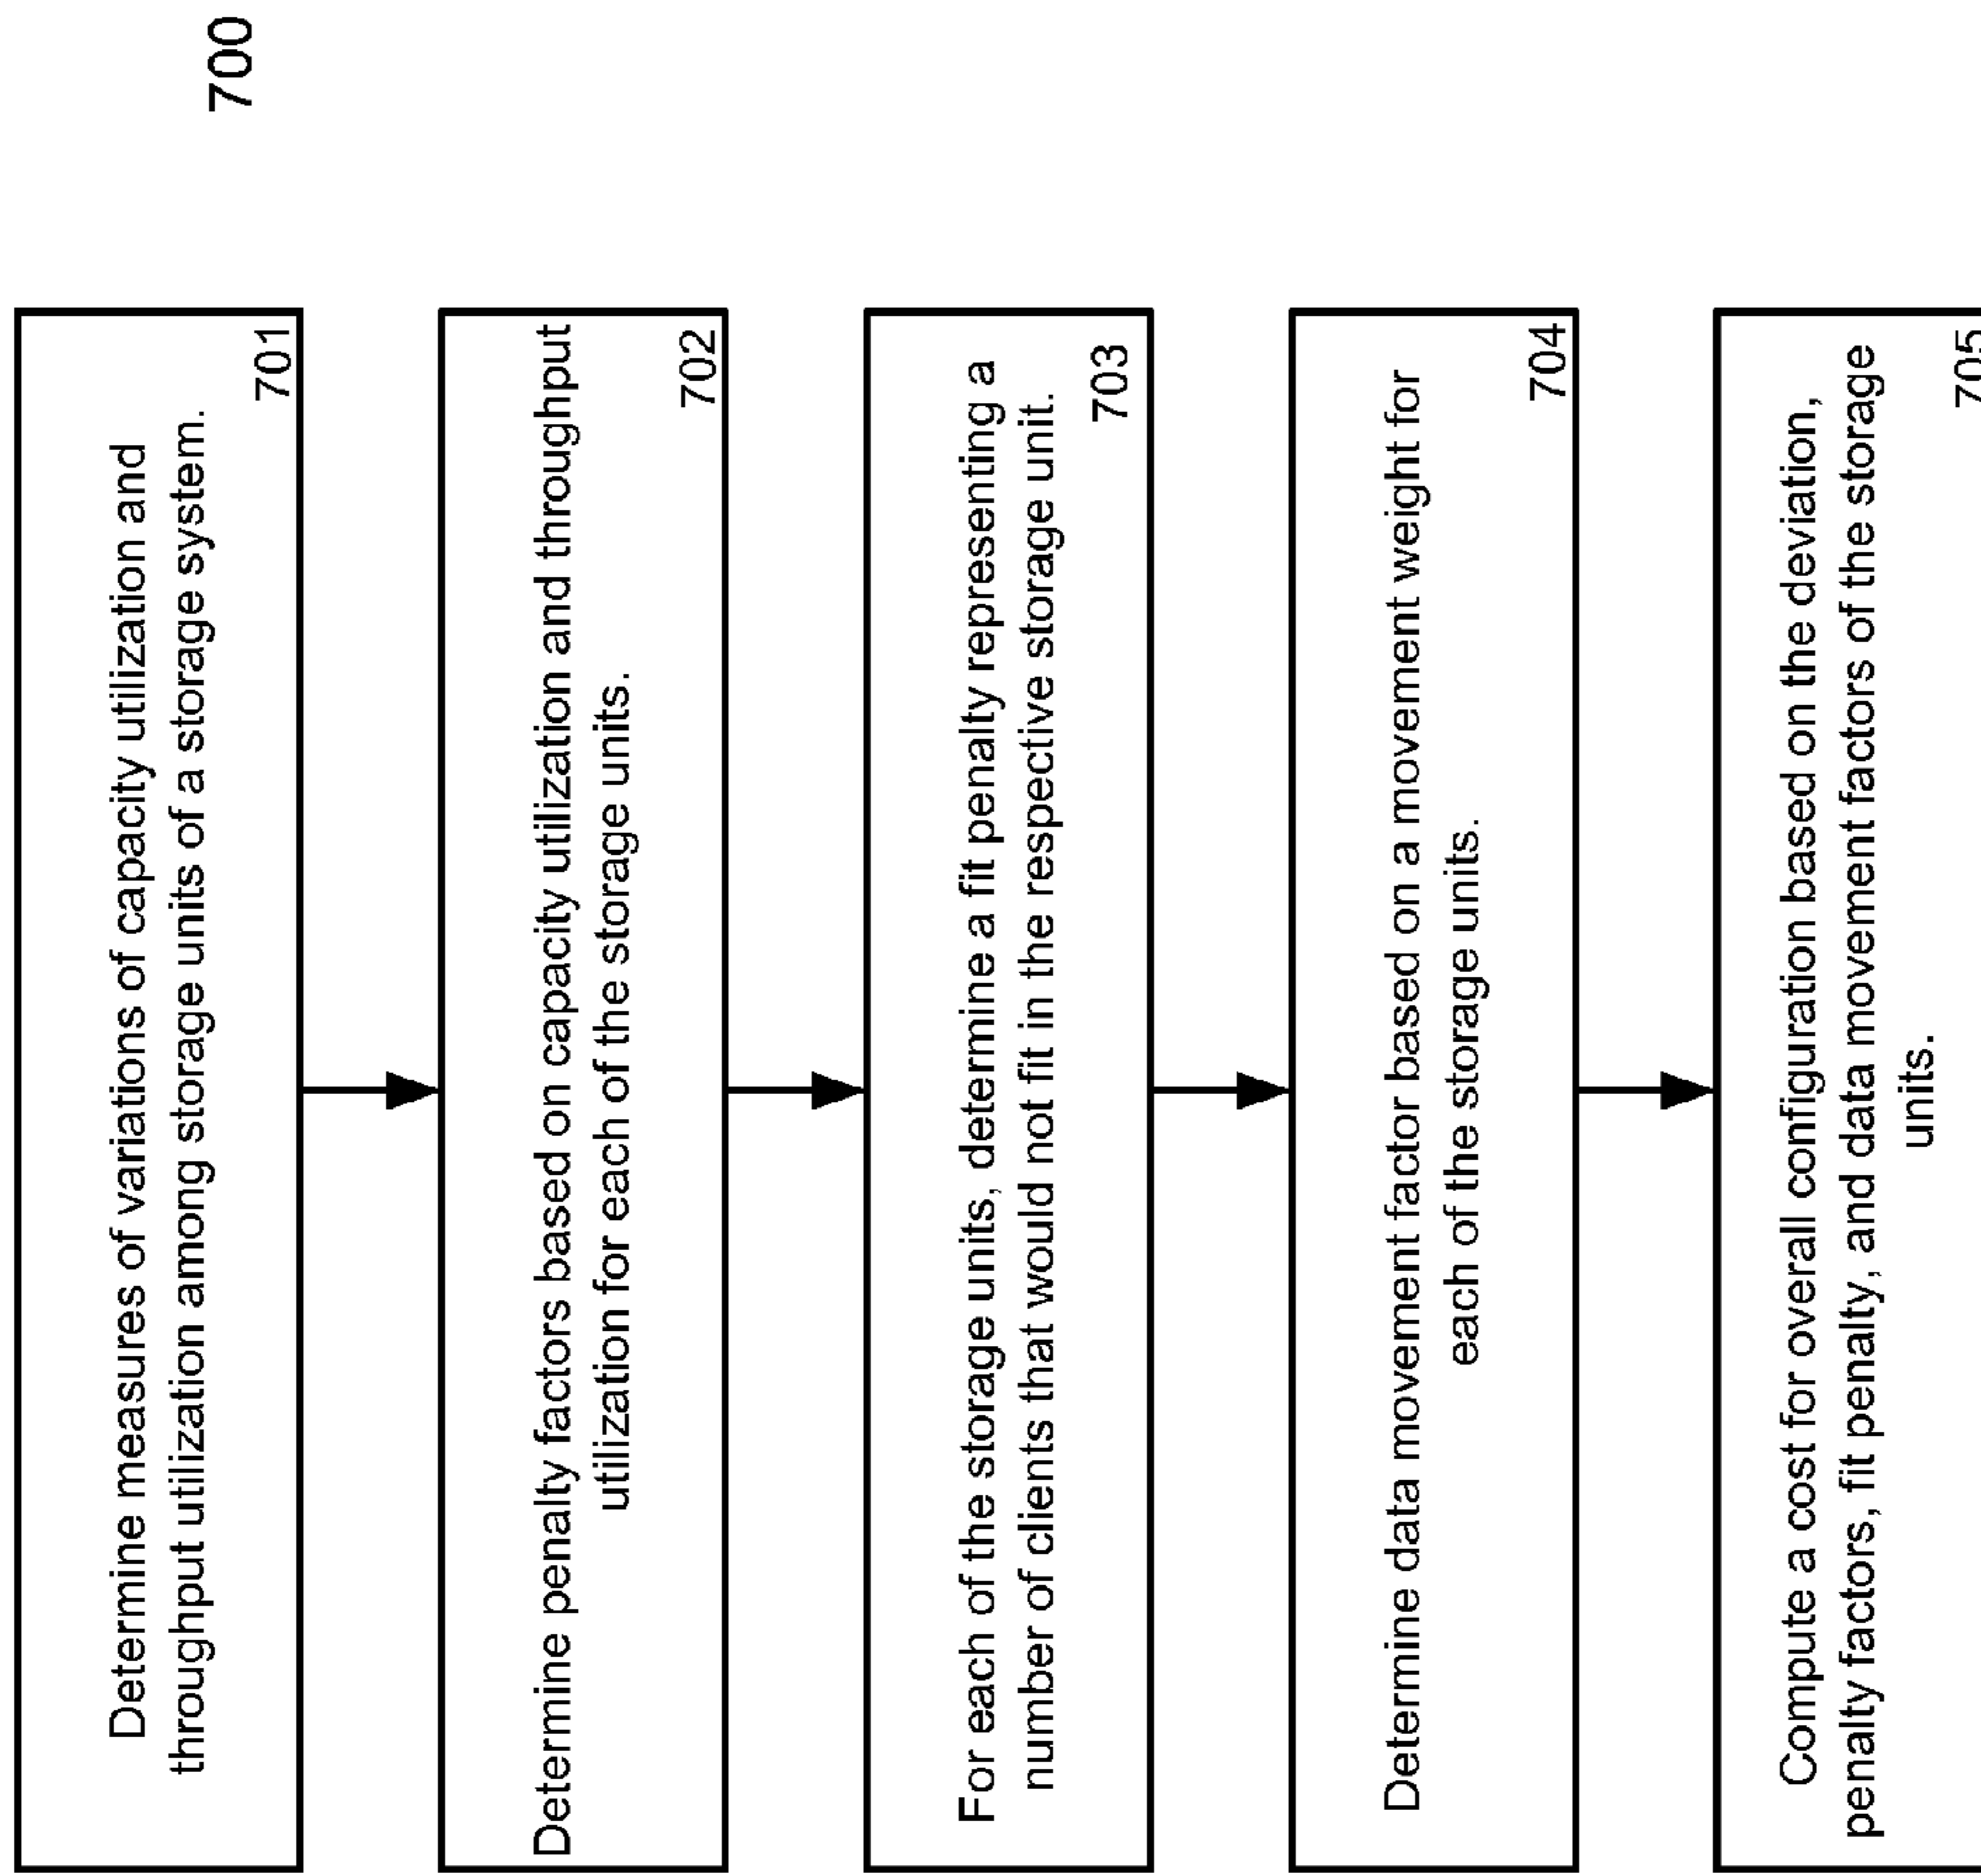 700
Determine measures of variations of capacity utilization and
throughput utilization among storage units of a storage system.
701
Determine penalty factors based on capacity utilization and throughput
utilization for each of the storage units.
702
For each of the storage units, determine a fit penalty representing a
number of clients that would not fit in the respective storage unit.
703
Determine data movement factor based on a movement weight for
each of the storage units.
704
Compute a cost for overall configuration based on the deviation,
penalty factors, fit penalty, and data movement factors of the storage
units.
705